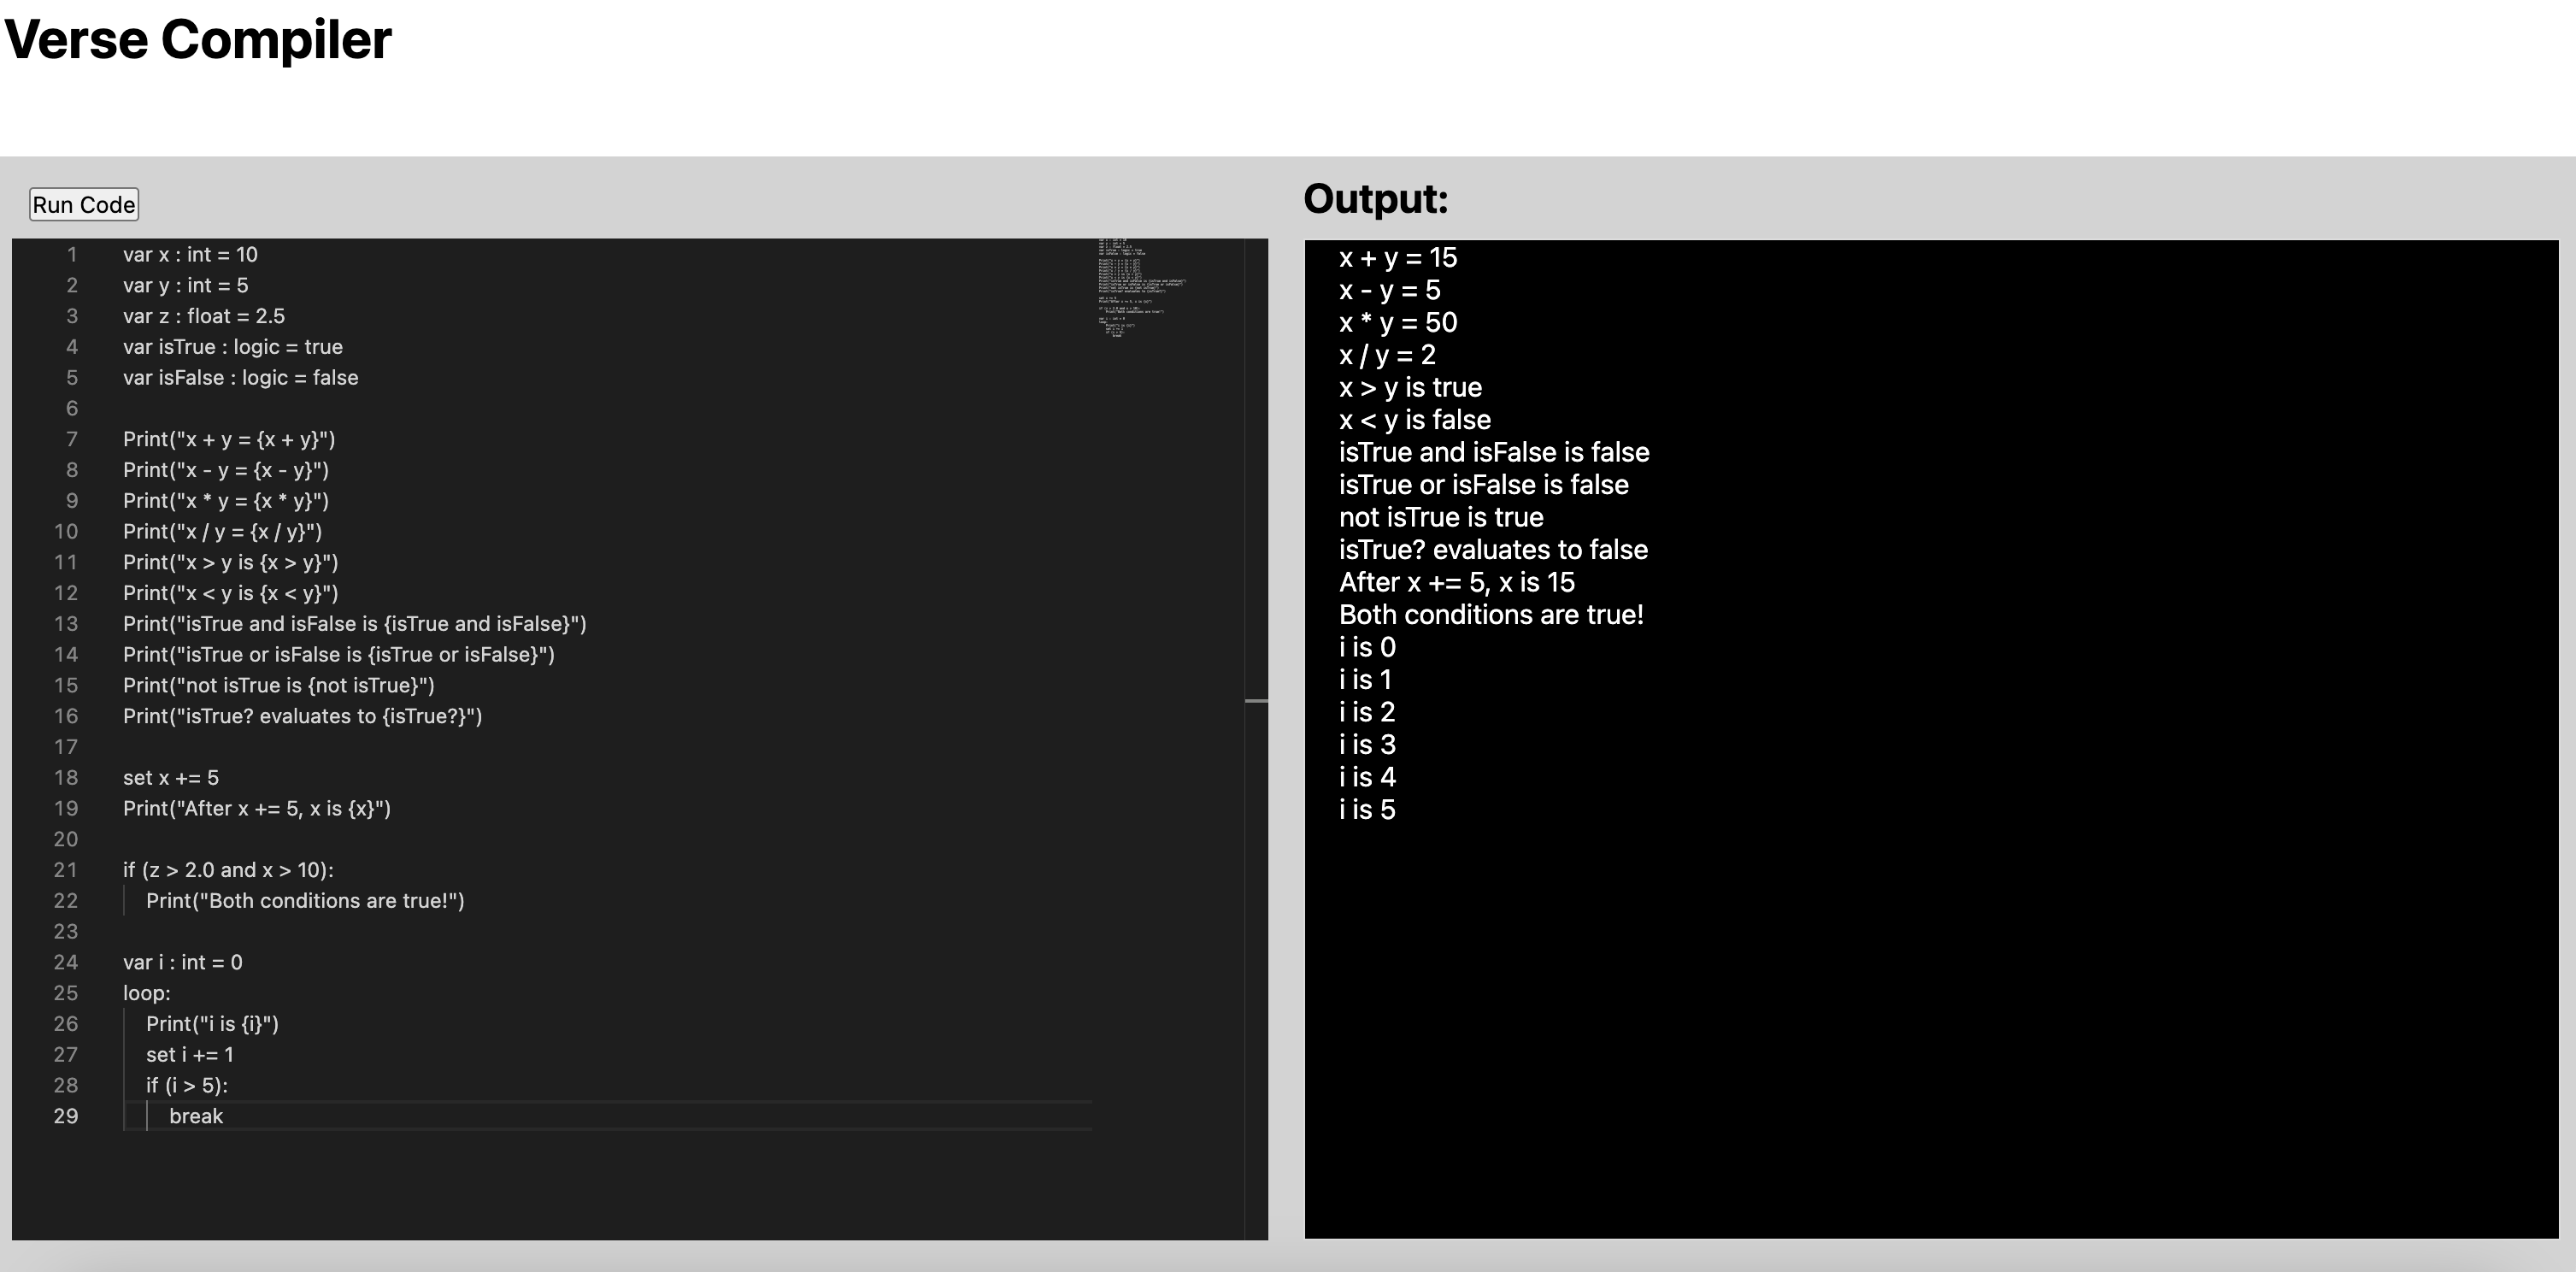 Verse Compiler
Run Code
1 var x : int = 10
2 var y : int = 5
3 var z : float = 2.5
4 var isTrue : logic = true
5 var isFalse : logic = false
6
7 Print("x + y = {x + y}")
8 Print("x - y = {x - y}")
9 Print("x * y = {x * y}")
10 Print("x / y = {x / y}")
11 Print("x > y is {x > y}")
12 Print("x < y is {x < y}")
13 Print("isTrue and isFalse is {isTrue and isFalse}")
14 Print("isTrue or isFalse is {isTrue or isFalse}")
15 Print("not isTrue is {not isTrue}")
16 Print("isTrue? evaluates to {isTrue?}")
17
18 set x += 5
19 Print("After x += 5, x is {x}")
20
21 if (z > 2.0 and x > 10):
22 Print("Both conditions are true!")
23
24 var i : int = 0
25 loop:
26 Print("i is {i}")
27 set i += 1
28 if (i > 5):
29 break
Output:
x + y = 15
x - y = 5
x * y = 50
x / y = 2
x > y is true
x < y is false
isTrue and isFalse is false
isTrue or isFalse is false
not isTrue is true
isTrue? evaluates to false
After x += 5, x is 15
Both conditions are true!
i is 0
i is 1
i is 2
i is 3
i is 4
i is 5